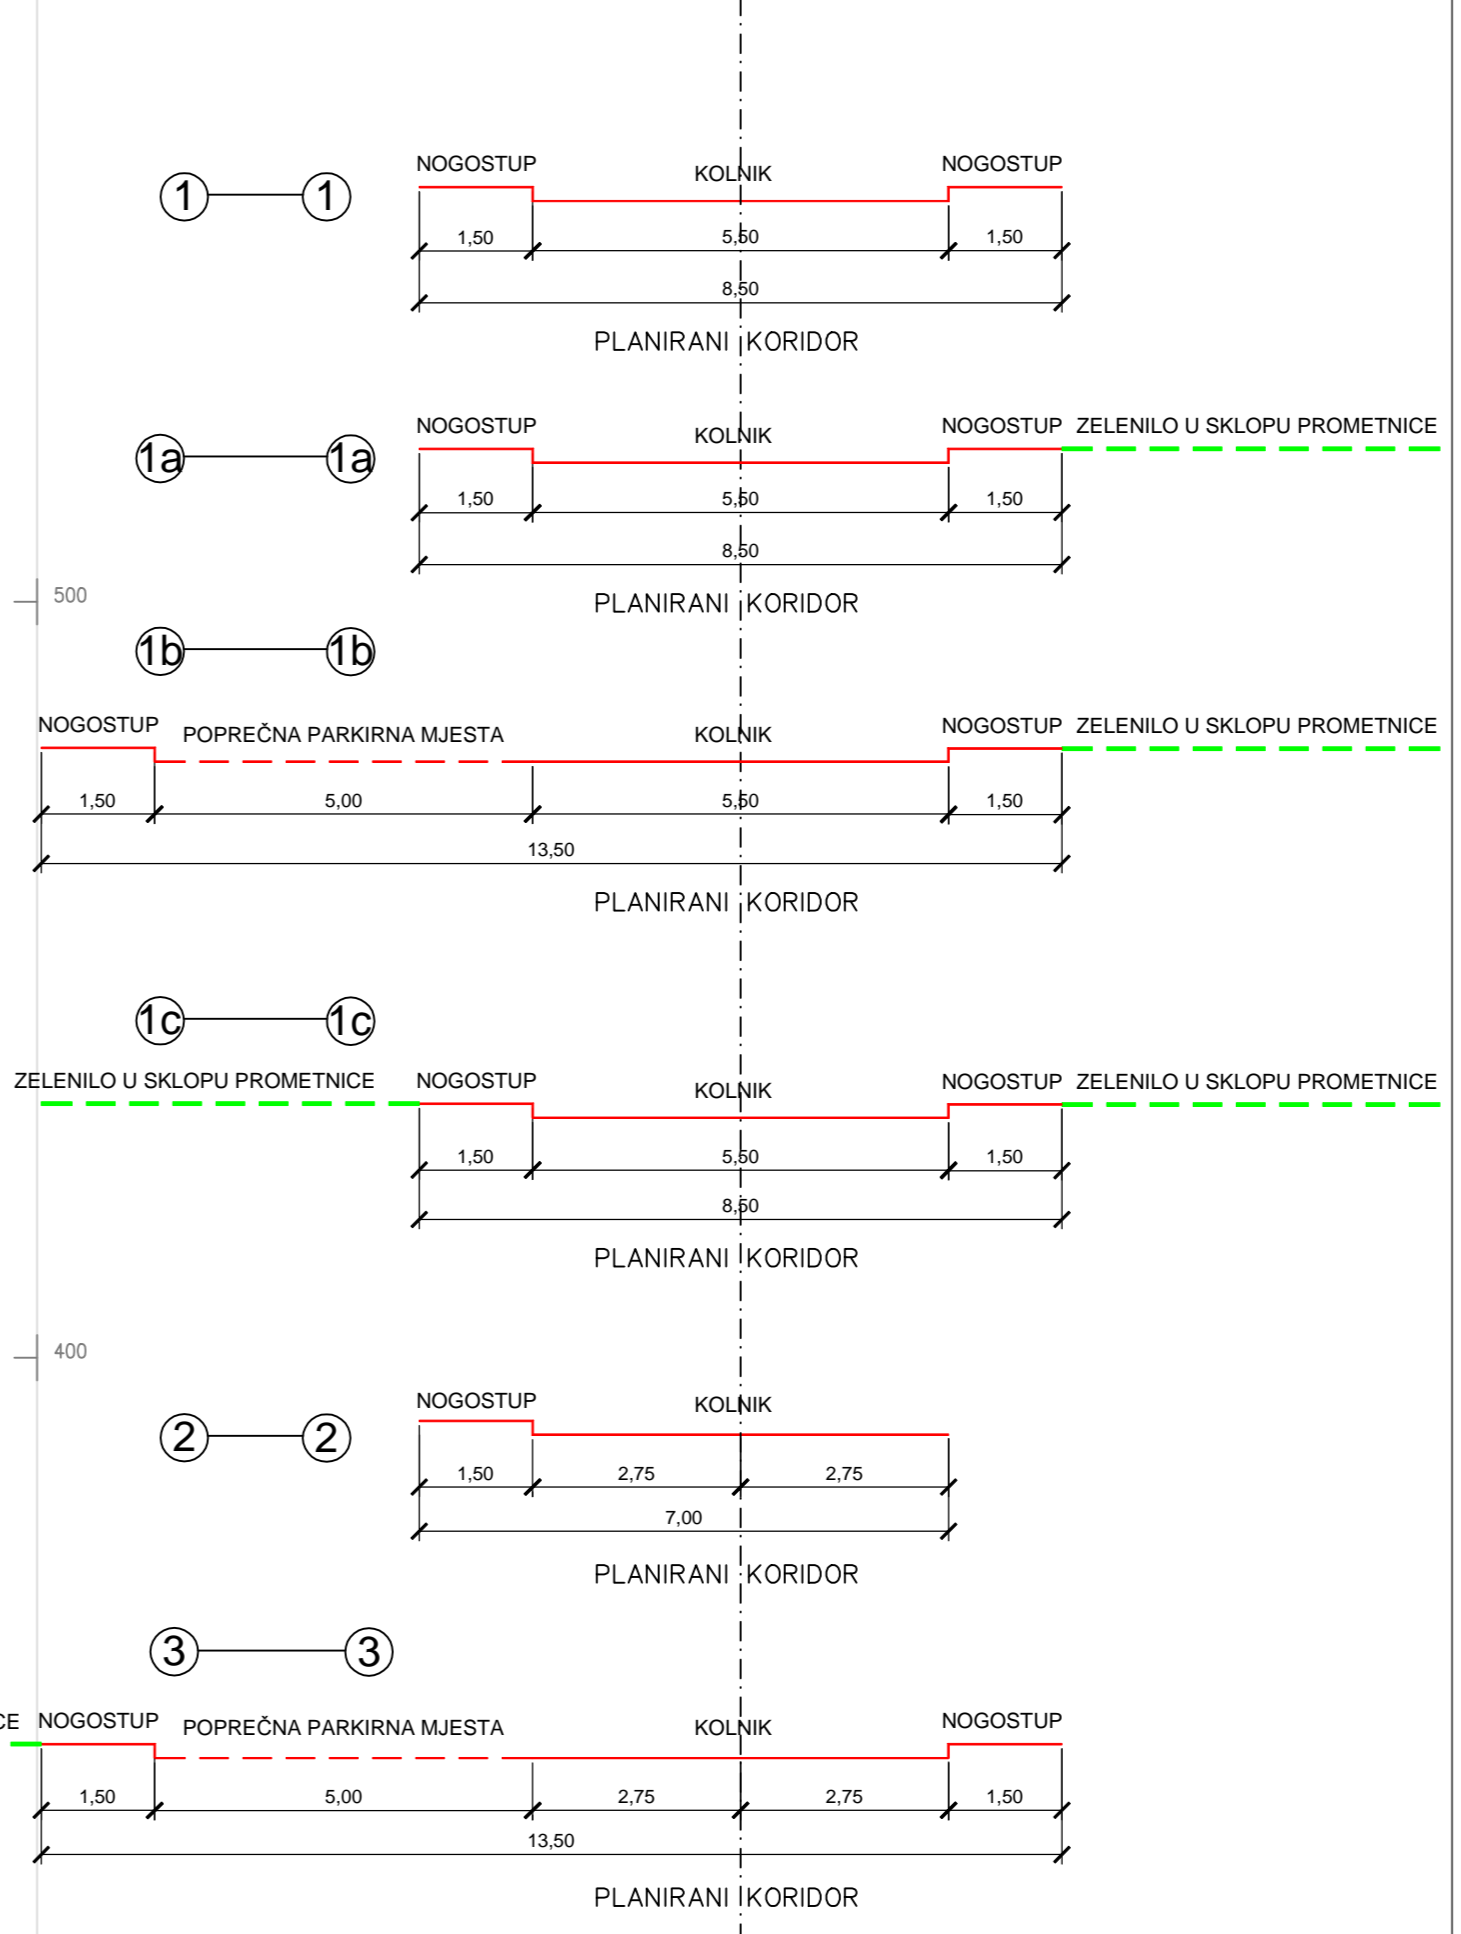 NOGOSTUP KOLNIK NOGOSTUP
1 1
1,50 5,50 1,50
8,50
PLANIRANI KORIDOR
NOGOSTUP KOLNIK NOGOSTUP ZELENILO U SKLOPU PROMETNICE
1a 1a
1,50 5,50 1,50
8,50
500
PLANIRANI KORIDOR
1b 1b
NOGOSTUP POPREČNA PARKIRNA MJESTA KOLNIK NOGOSTUP ZELENILO U SKLOPU PROMETNICE
1,50 5,00 5,50 1,50
13,50
PLANIRANI KORIDOR
1c 1c
ZELENILO U SKLOPU PROMETNICE NOGOSTUP KOLNIK NOGOSTUP ZELENILO U SKLOPU PROMETNICE
1,50 5,50 1,50
8,50
PLANIRANI KORIDOR
400
NOGOSTUP KOLNIK
2 2
1,50 2,75 2,75
7,00
PLANIRANI KORIDOR
3 3
CE NOGOSTUP POPREČNA PARKIRNA MJESTA KOLNIK NOGOSTUP
1,50 5,00 2,75 2,75 1,50
13,50
PLANIRANI KORIDOR